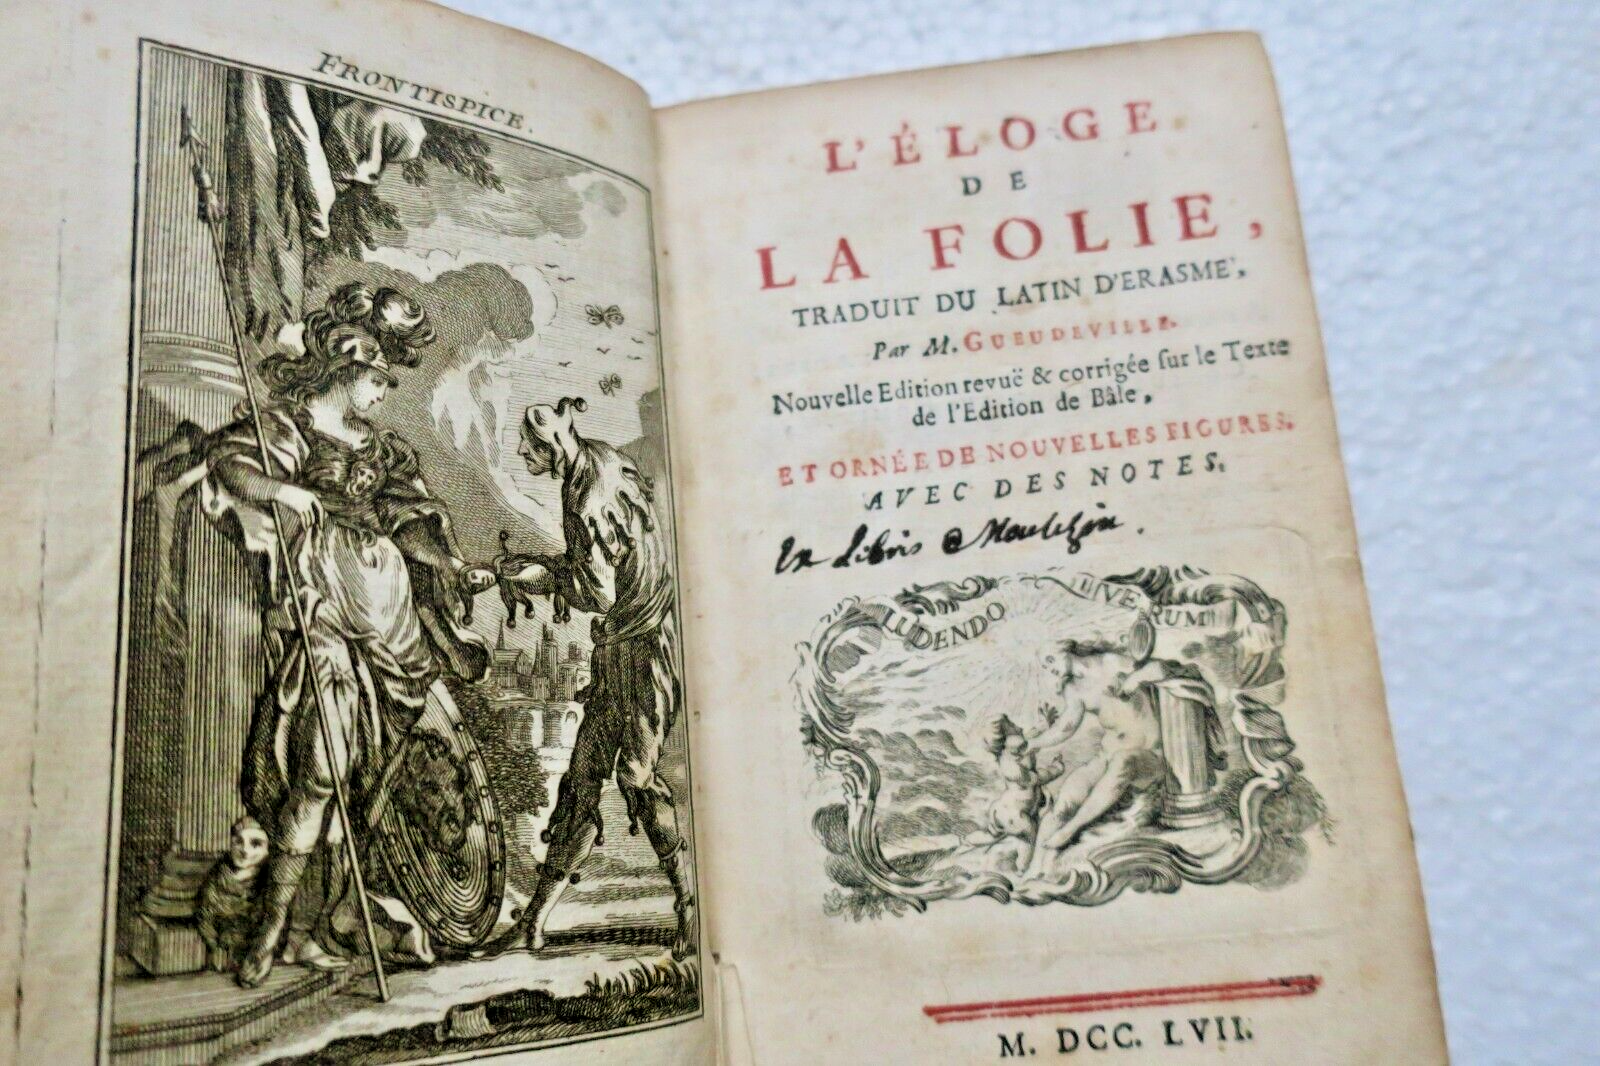 FRONTISPICE.
L'ÉLOGE
DE
LA FOLIE,
TRADUIT DU LATIN D'ERASME,
Par M. GUEUDEVILLE.
Nouvelle Edition revuë & corrigée sur le Texte
de l'Edition de Bâle,
ET ORNÉE DE NOUVELLES FIGURES.
AVEC DES NOTES.
Ex Libris
LUDENDO VERUM
M. DCC. LVII.